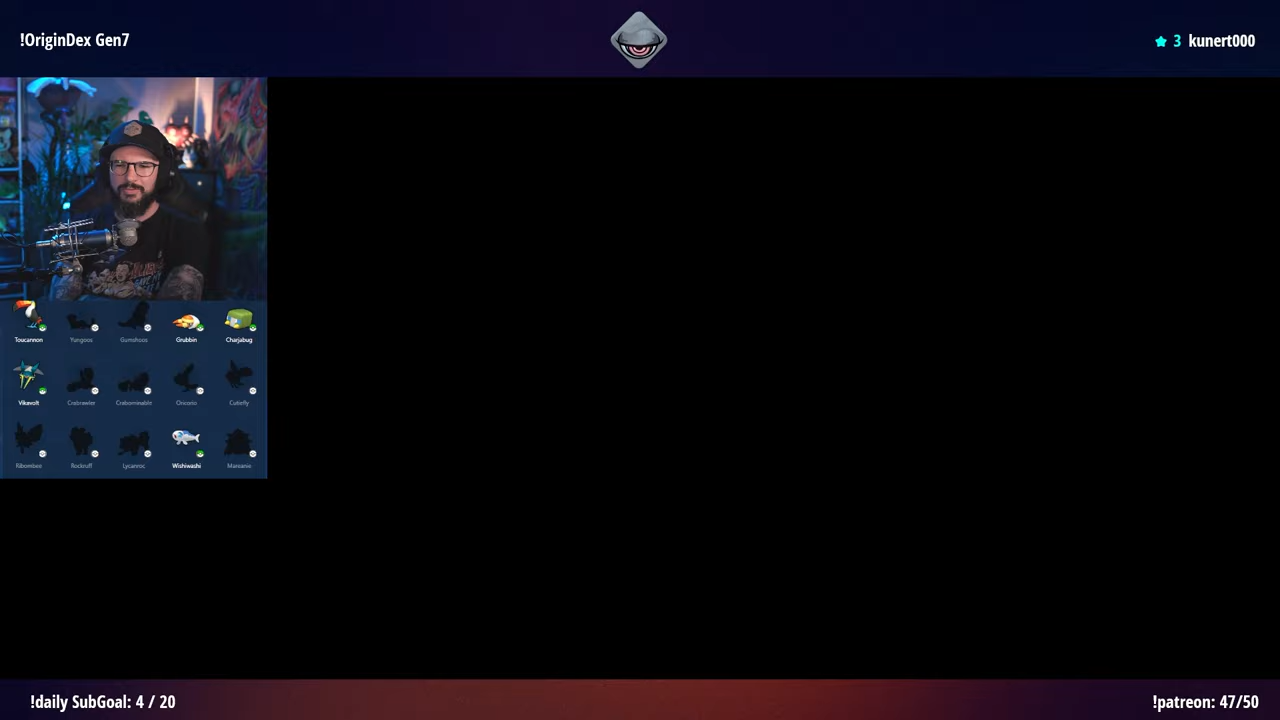 !OriginDex Gen7
3 kunert000
Toucannon Yungoos Gumshoos Grubbin Charjabug
Vikavolt Crabrawler Crabominable Oricorio Cutiefly
Ribombee Rockruff Lycanroc Wishiwashi Mareanie
!daily SubGoal: 4 / 20
!patreon: 47/50